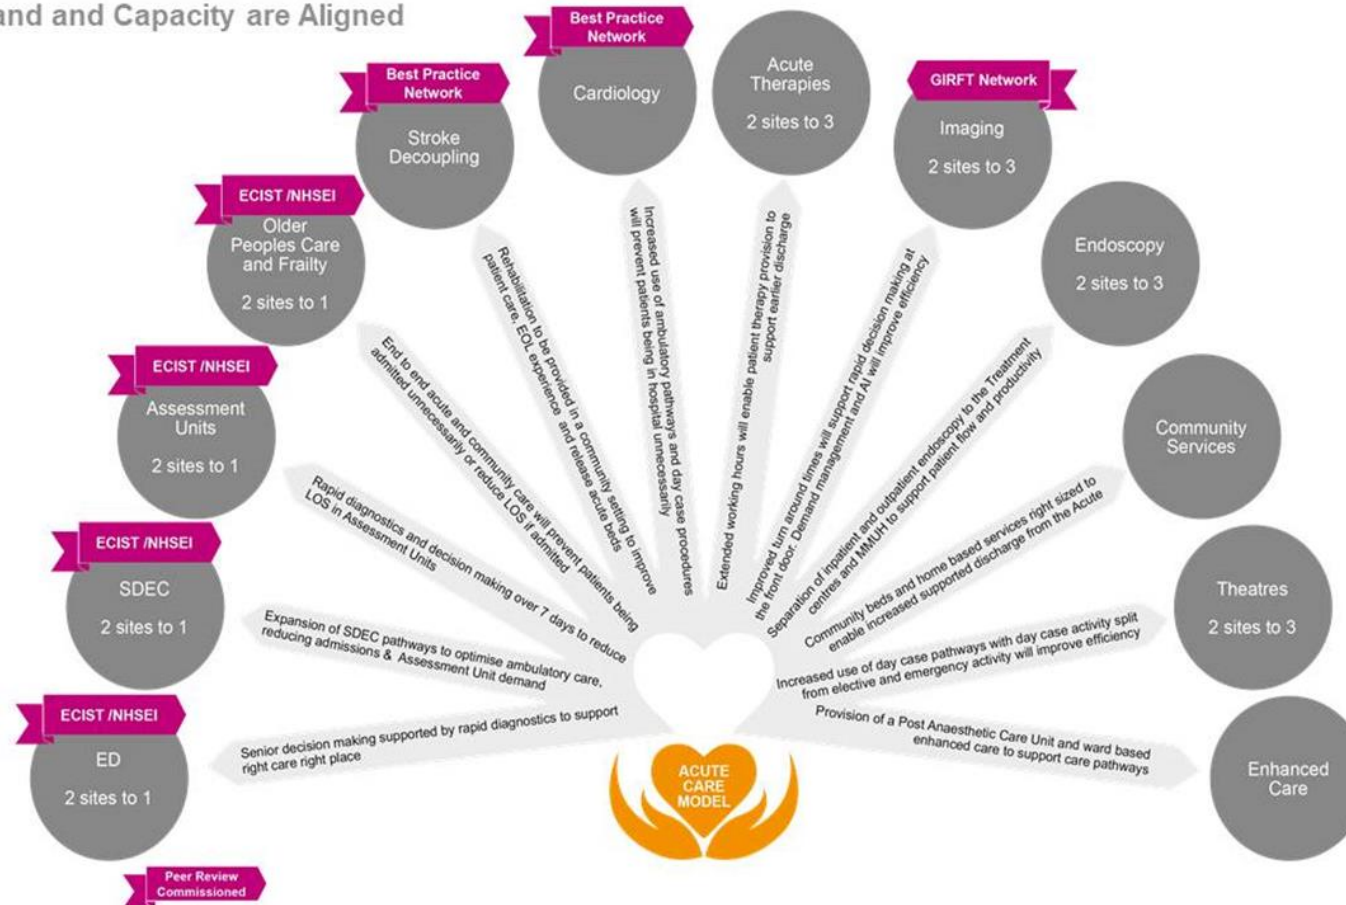 and and Capacity are Aligned
Best Practice
Network
Cardiology
Acute
Therapies
2 sites to 3
Best Practice
Network
Stroke
Decoupling
GIRFT Network
Imaging
2 sites to 3
ECIST /NHSEI
Older
Peoples Care
and Frailty
2 sites to 1
Endoscopy
2 sites to 3
ECIST /NHSEI
Assessment
Units
2 sites to 1
Community
Services
ECIST /NHSEI
SDEC
2 sites to 1
Theatres
2 sites to 3
ECIST /NHSEI
ED
2 sites to 1
Enhanced
Care
Senior decision making supported by rapid diagnostics to support
right care right place
Expansion of SDEC pathways to optimise ambulatory care,
reducing admissions & Assessment Unit demand
Rapid diagnostics and decision making over 7 days to reduce
LOS in Assessment Units
End to end acute and community care will prevent patients being
admitted unnecessarily or reduce LOS if admitted
Rehabilitation to be provided in a community setting to improve
patient care, EOL experience and release acute beds
Increased use of ambulatory pathways and day case procedures
will prevent patients being in hospital unnecessarily
Extended working hours will enable patient therapy provision to
support earlier discharge
Improved turn around times will support rapid decision making at
the front door. Demand management and AI will improve efficiency
Separation of inpatient and outpatient endoscopy to the Treatment
centres and MMUH to support patient flow and productivity
Community beds and home based services right sized to
enable increased supported discharge from the Acute
Increased use of day case pathways with day case activity split
from elective and emergency activity will improve efficiency
Provision of a Post Anaesthetic Care Unit and ward based
enhanced care to support care pathways
ACUTE
CARE
MODEL
Peer Review
Commissioned